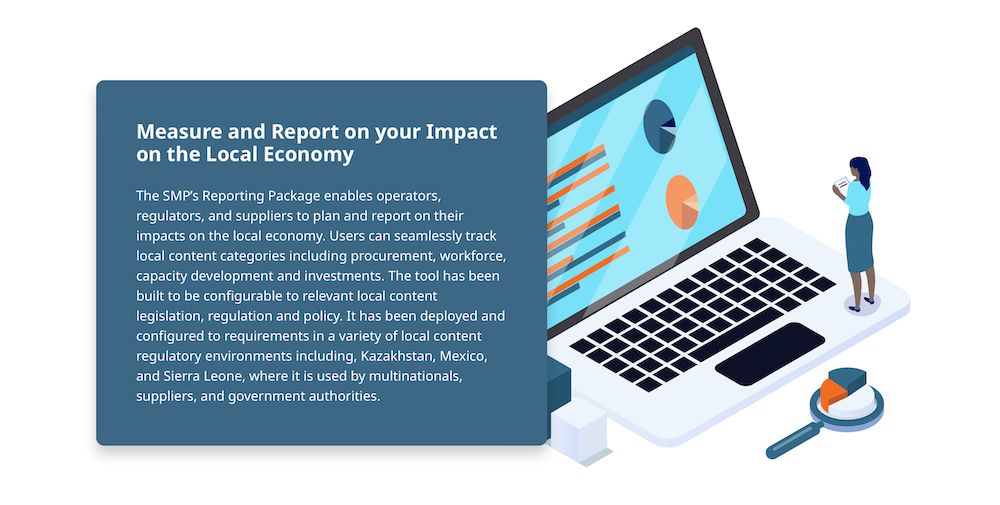 Measure and Report on your Impact
on the Local Economy
The SMP’s Reporting Package enables operators,
regulators, and suppliers to plan and report on their
impacts on the local economy. Users can seamlessly track
local content categories including procurement, workforce,
capacity development and investments. The tool has been
built to be configurable to relevant local content
legislation, regulation and policy. It has been deployed and
configured to requirements in a variety of local content
regulatory environments including, Kazakhstan, Mexico,
and Sierra Leone, where it is used by multinationals,
suppliers, and government authorities.